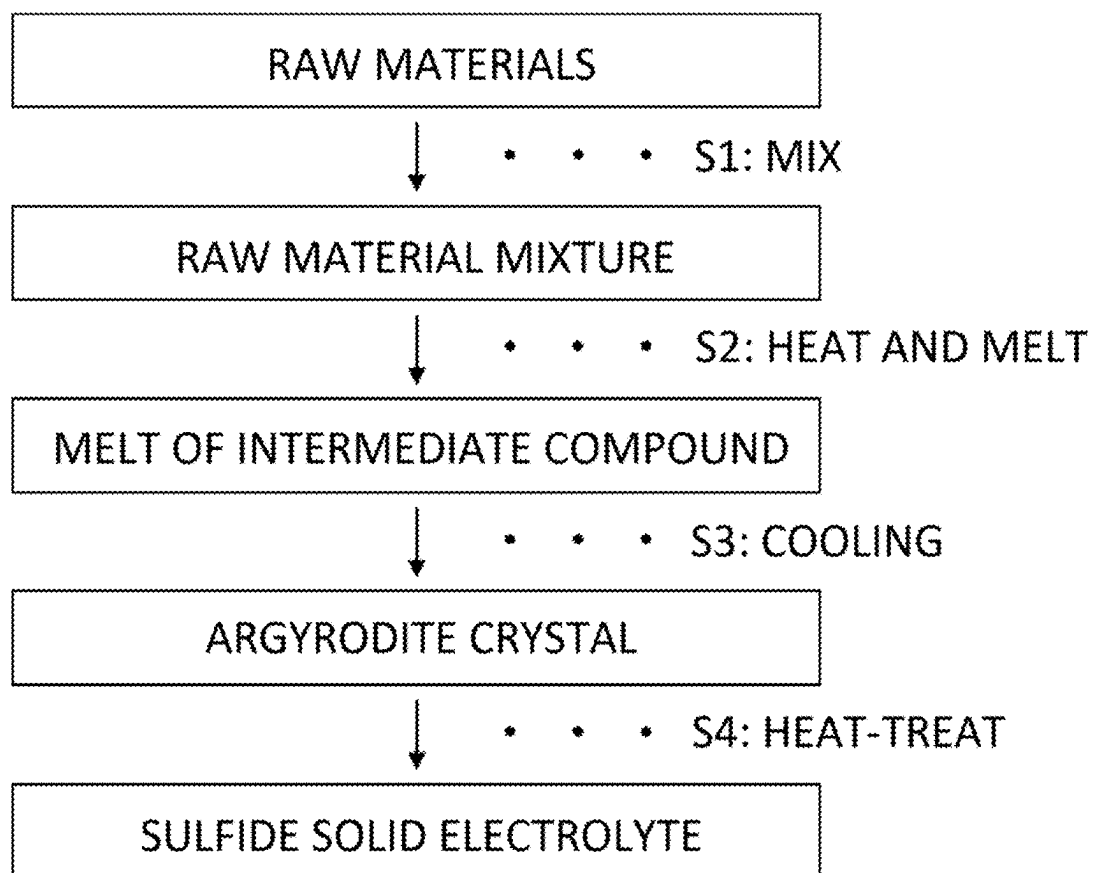 RAW MATERIALS
• • • S1: MIX
RAW MATERIAL MIXTURE
• • • S2: HEAT AND MELT
MELT OF INTERMEDIATE COMPOUND
• • • S3: COOLING
ARGYRODITE CRYSTAL
• • • S4: HEAT-TREAT
SULFIDE SOLID ELECTROLYTE